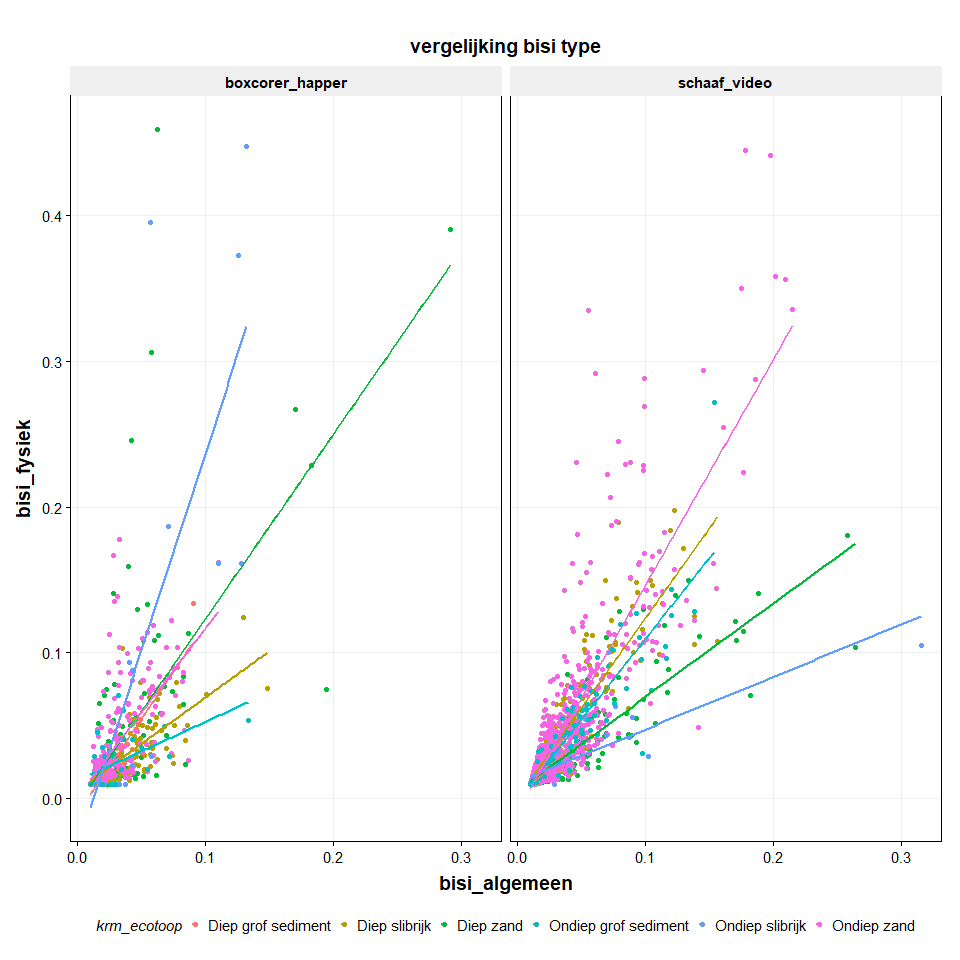 vergelijking bisi type
boxcorer_happer schaaf_video
0.4
0.3
0.2
0.1
0.0
bisi_fysiek
0.0 0.1 0.2 0.3 0.0 0.1 0.2 0.3
bisi_algemeen
krm_ecotoop Diep grof sediment Diep slibrijk Diep zand Ondiep grof sediment Ondiep slibrijk Ondiep zand